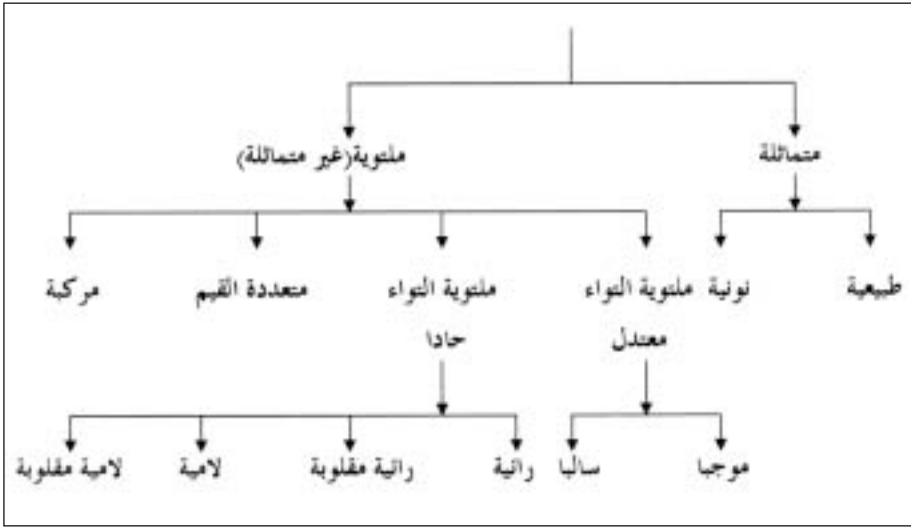 متماثلة
ملتوية(غير متماثلة)
طبيعية
نونية
ملتوية التواء
معتدل
ملتوية التواء
حادا
متعددة القيم
مركبة
موجبا
سالبا
رائية
رائية مقلوبة
لامية
لامية مقلوبة